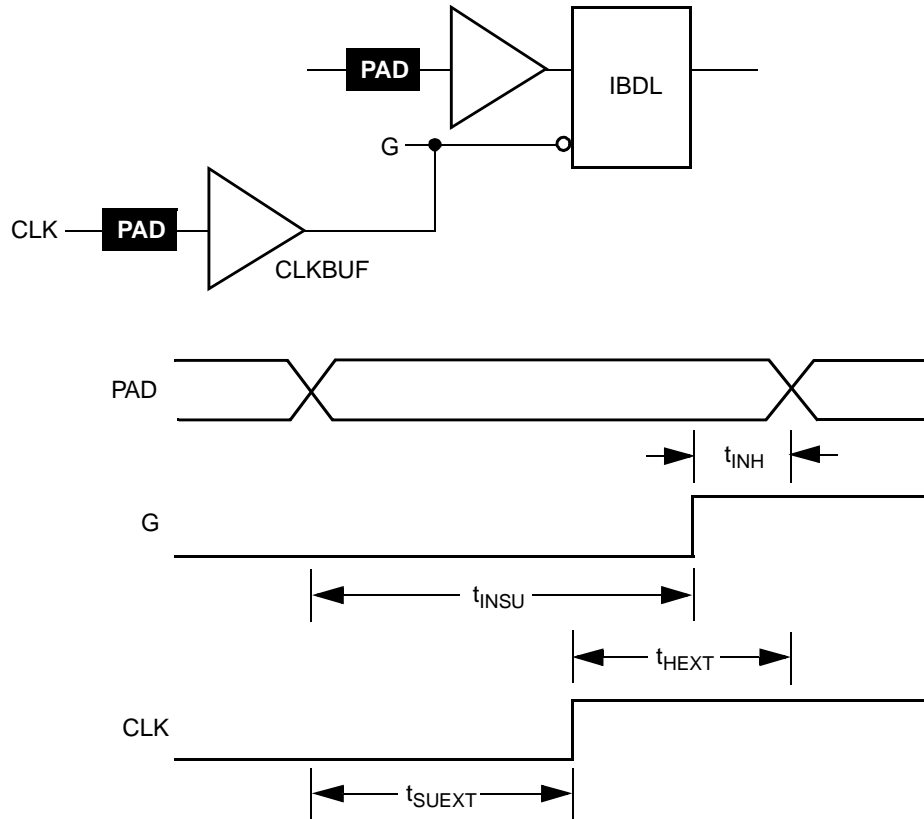 PAD
IBDL
G
CLK
PAD
CLKBUF
PAD
tINH
G
tINSU
tHEXT
CLK
tSUEXT